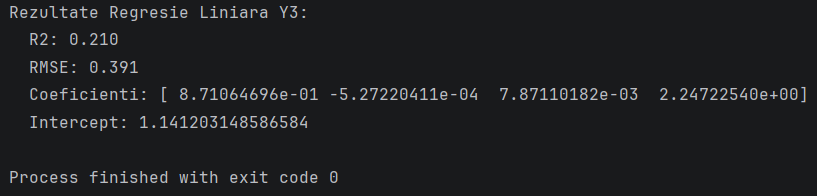 Rezultate Regresie Liniara Y3:
R2: 0.210
RMSE: 0.391
Coeficienti: [ 8.71064696e-01 -5.27220411e-04  7.87110182e-03  2.24722540e+00]
Intercept: 1.141203148586584
Process finished with exit code 0